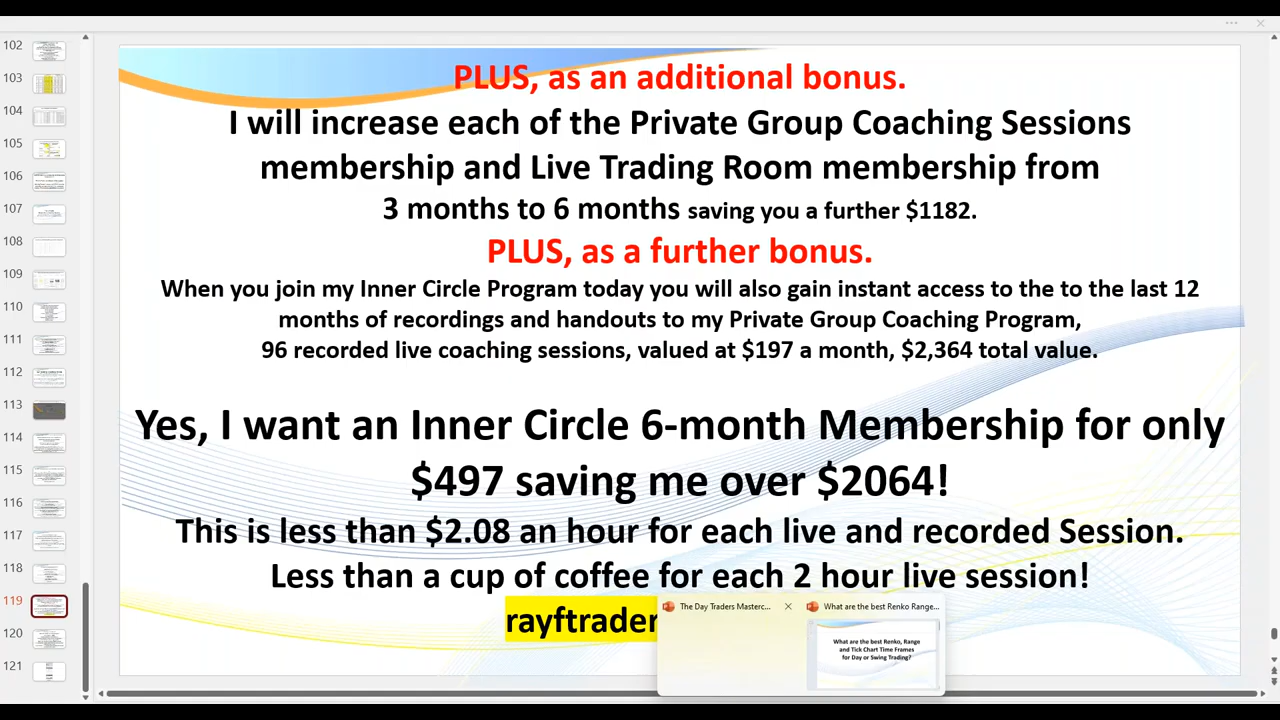 PLUS, as an additional bonus.
I will increase each of the Private Group Coaching Sessions
membership and Live Trading Room membership from
3 months to 6 months saving you a further $1182.
PLUS, as a further bonus.
When you join my Inner Circle Program today you will also gain instant access to the to the last 12
months of recordings and handouts to my Private Group Coaching Program,
96 recorded live coaching sessions, valued at $197 a month, $2,364 total value.
Yes, I want an Inner Circle 6-month Membership for only
$497 saving me over $2064!
This is less than $2.08 an hour for each live and recorded Session.
Less than a cup of coffee for each 2 hour live session!
rayftrader
The Day Traders Masterc...
What are the best Renko Range...
What are the best Renko, Range
and Tick Chart Time Frames
for Day or Swing Trading?
102
103
104
105
106
107
108
109
110
111
112
113
114
115
116
117
118
119
120
121